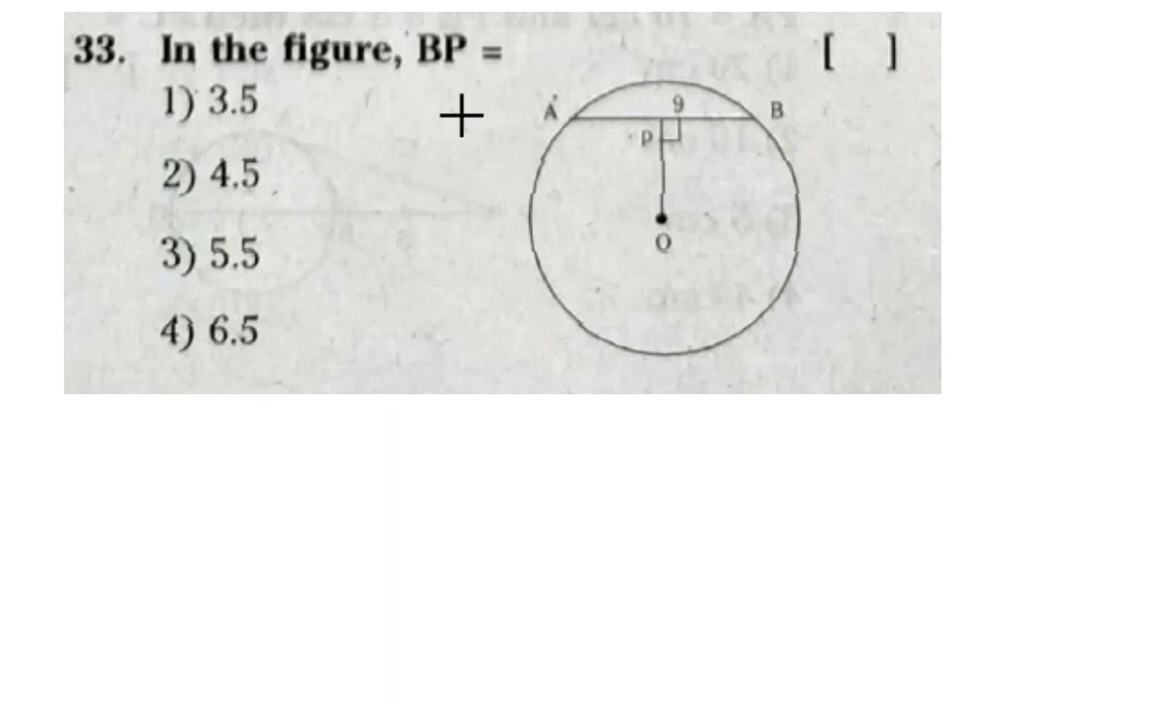 33. In the figure, BP = [ ]
1) 3.5
2) 4.5
3) 5.5
4) 6.5
A 9 B
P
O